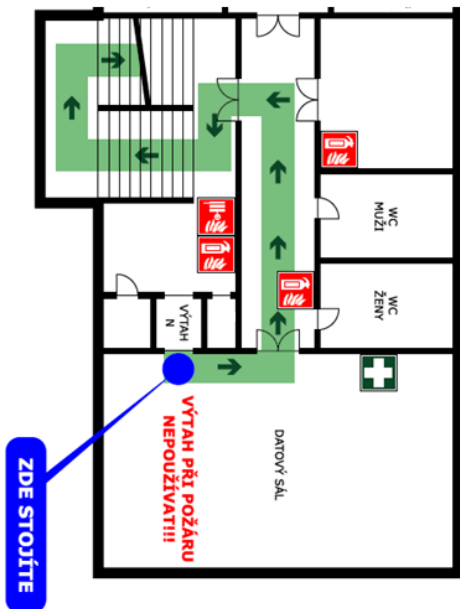 WC
MUŽI
WC
ŽENY
VÝTAH
N
DATOVÝ SÁL
VÝTAH PŘI POŽÁRU
NEPOUŽÍVAT!!!
ZDE STOJÍTE